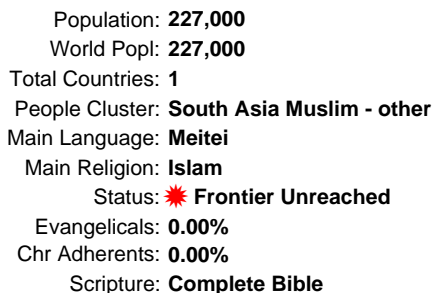 Population: 227,000
World Popl: 227,000
Total Countries: 1
People Cluster: South Asia Muslim - other
Main Language: Meitei
Main Religion: Islam
Status: Frontier Unreached
Evangelicals: 0.00%
Chr Adherents: 0.00%
Scripture: Complete Bible